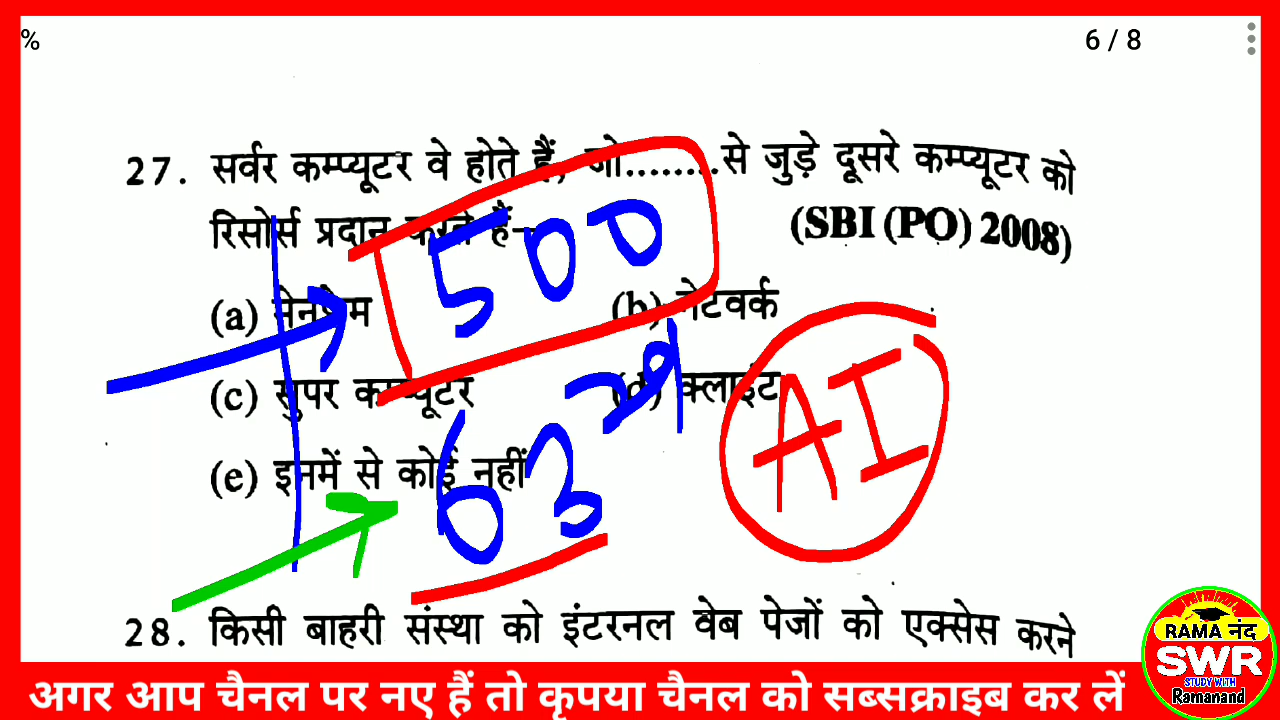 %
6 / 8
27. सर्वर कम्प्यूटर वे होते हैं, जो........से जुड़े दूसरे कम्प्यूटर को
रिसोर्स प्रदान करते हैं–
(SBI (PO) 2008)
500
(a) मेनफ्रेम
(b) नेटवर्क
(c) सुपर कम्प्यूटर
(d) क्लाइंट
AI
(e) इनमें से कोई नहीं
63
28. किसी बाहरी संस्था को इंटरनल वेब पेजों को एक्सेस करने
RAMA नंद
SWR
STUDY WITH
Ramanand
अगर आप चैनल पर नए हैं तो कृपया चैनल को सब्सक्राइब कर लें